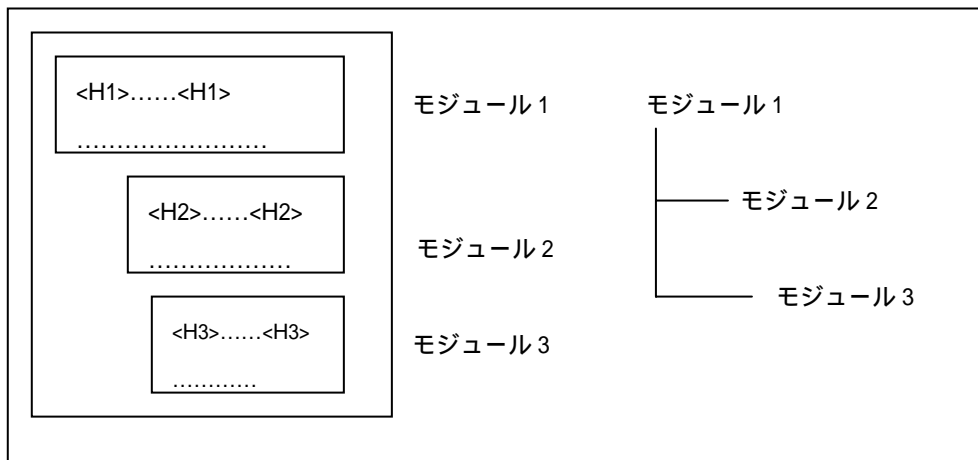 <H1>……<H1>
……………………
モジュール 1
<H2>……<H2>
………………
モジュール 2
<H3>……<H3>
…………
モジュール 3
モジュール 1
モジュール 2
モジュール 3